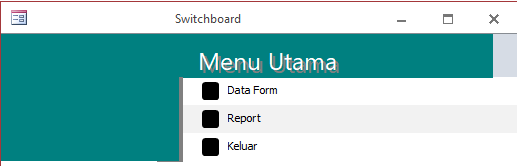 Switchboard
Menu Utama
Data Form
Report
Keluar